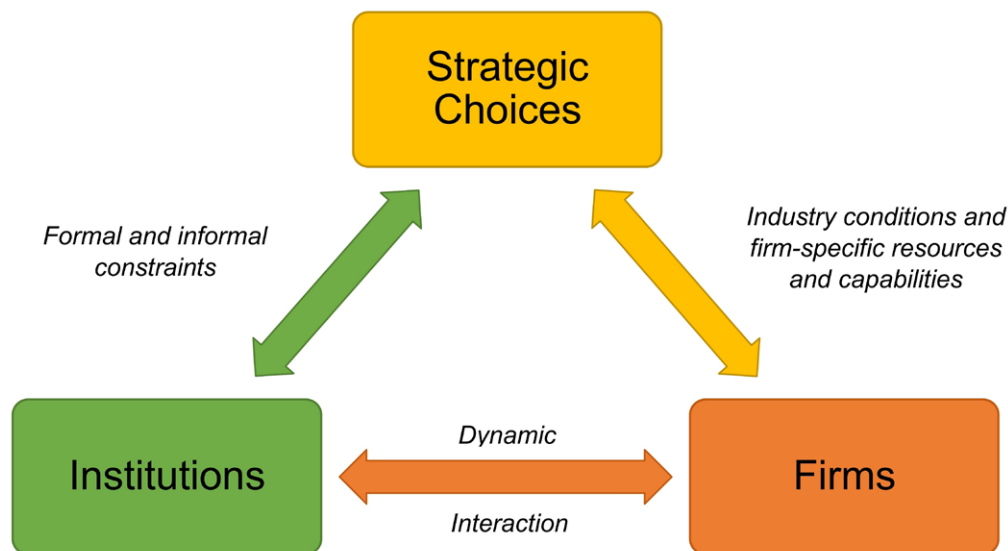 Strategic
Choices
Formal and informal
constraints
Industry conditions and
firm-specific resources
and capabilities
Institutions
Dynamic
Interaction
Firms